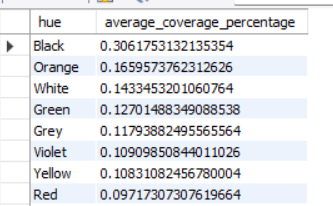 hue average_coverage_percentage
Black 0.3061753132135354
Orange 0.1659573762312626
White 0.1433453201060764
Green 0.12701488349088538
Grey 0.11793882495565564
Violet 0.10909850844011026
Yellow 0.10831082456780004
Red 0.09717307307619664